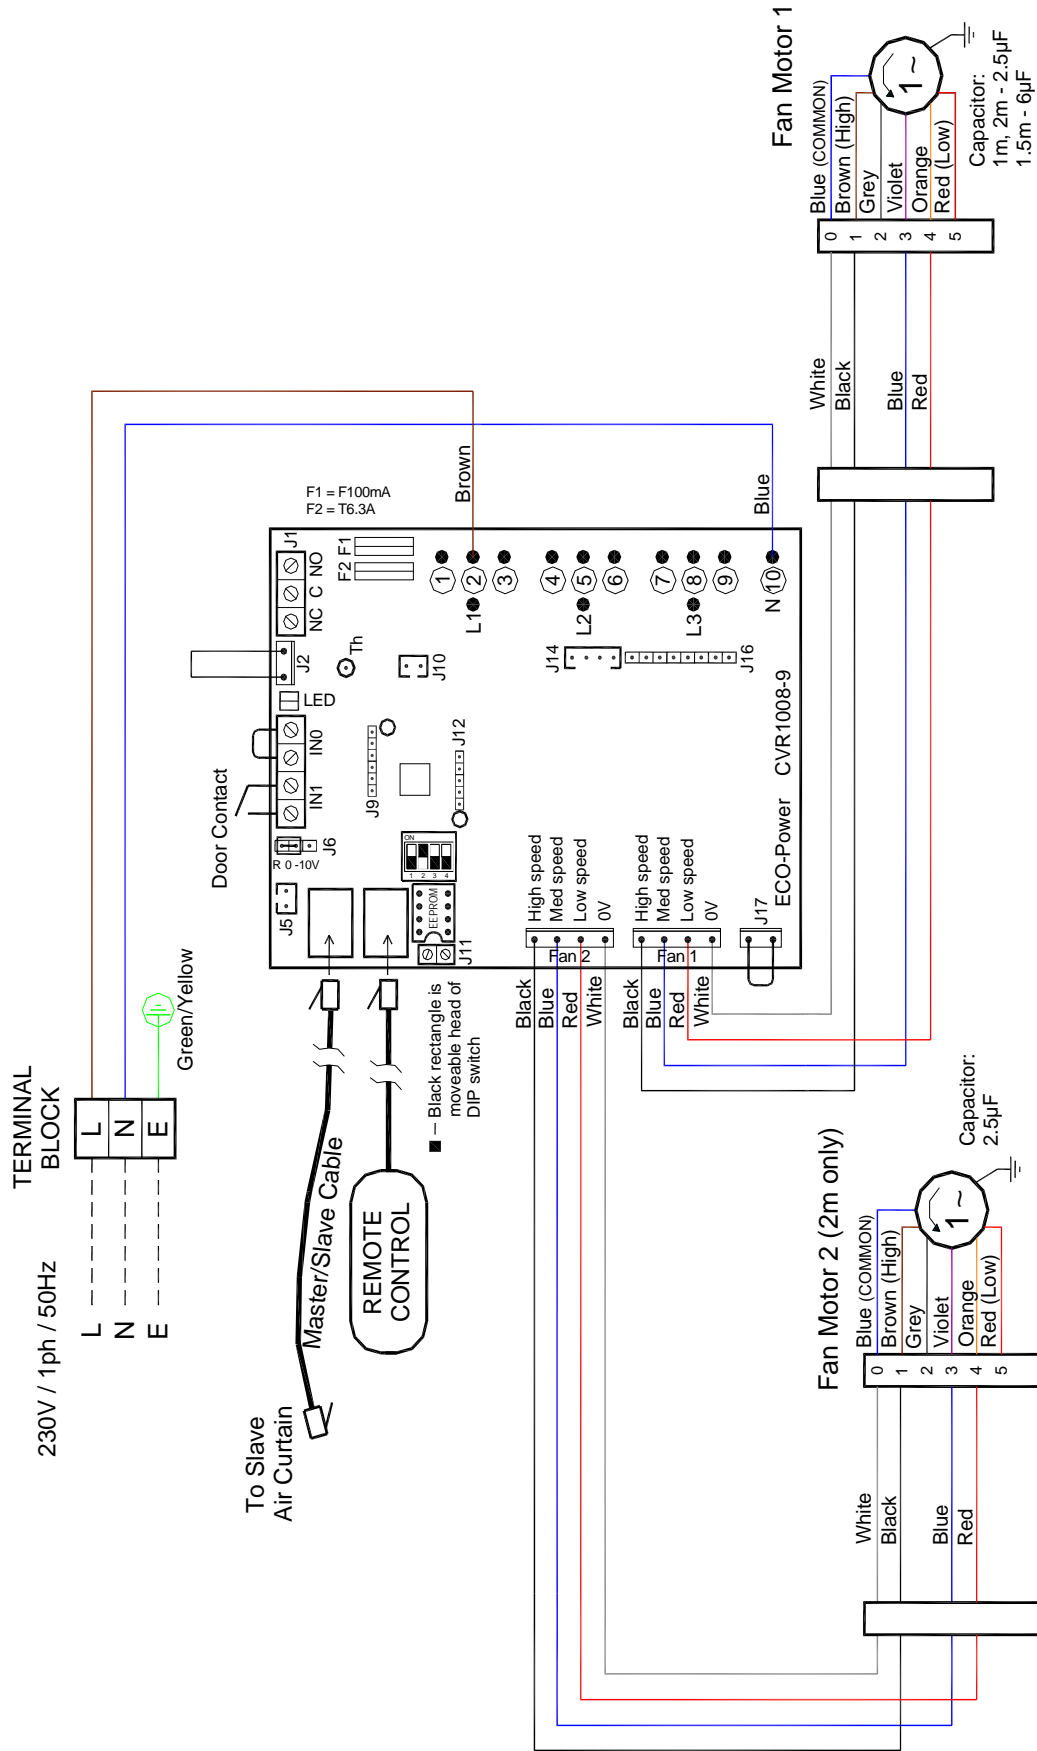 230V / 1ph / 50Hz
TERMINAL
BLOCK
L
N
E
L
N
E
Green/Yellow
To Slave
Air Curtain
Master/Slave Cable
REMOTE
CONTROL
■ – Black rectangle is
moveable head of
DIP switch
Door Contact
J5
R 0 -10V
J6
IN1
IN0
LED
J2
NC C NO
J1
F1 = F100mA
F2 = T6.3A
F2
F1
Th
J10
J9
J12
ON
1 2 3 4
EEPROM
J11
Brown
Blue
1
2
3
4
5
6
7
8
9
N 10
L1
L2
L3
J14
J16
High speed
Med speed
Low speed
0V
Fan 2
High speed
Med speed
Low speed
0V
Fan 1
J17
ECO-Power CVR1008-9
Black
Blue
Red
White
Black
Blue
Red
White
Fan Motor 1
White
Black
Blue
Red
0
1
2
3
4
5
Blue (COMMON)
Brown (High)
Grey
Violet
Orange
Red (Low)
1 ~
Capacitor:
1m, 2m - 2.5µF
1.5m - 6µF
Fan Motor 2 (2m only)
White
Black
Blue
Red
0
1
2
3
4
5
Blue (COMMON)
Brown (High)
Grey
Violet
Orange
Red (Low)
1 ~
Capacitor:
2.5µF